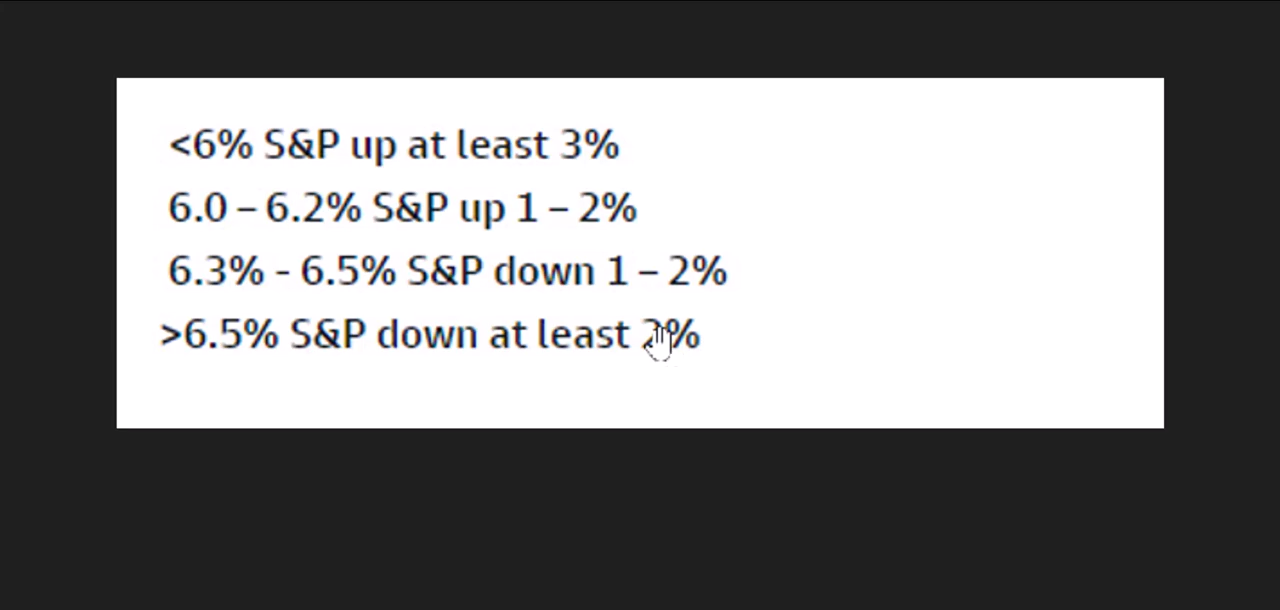 <6% S&P up at least 3%
6.0 – 6.2% S&P up 1 – 2%
6.3% - 6.5% S&P down 1 – 2%
>6.5% S&P down at least